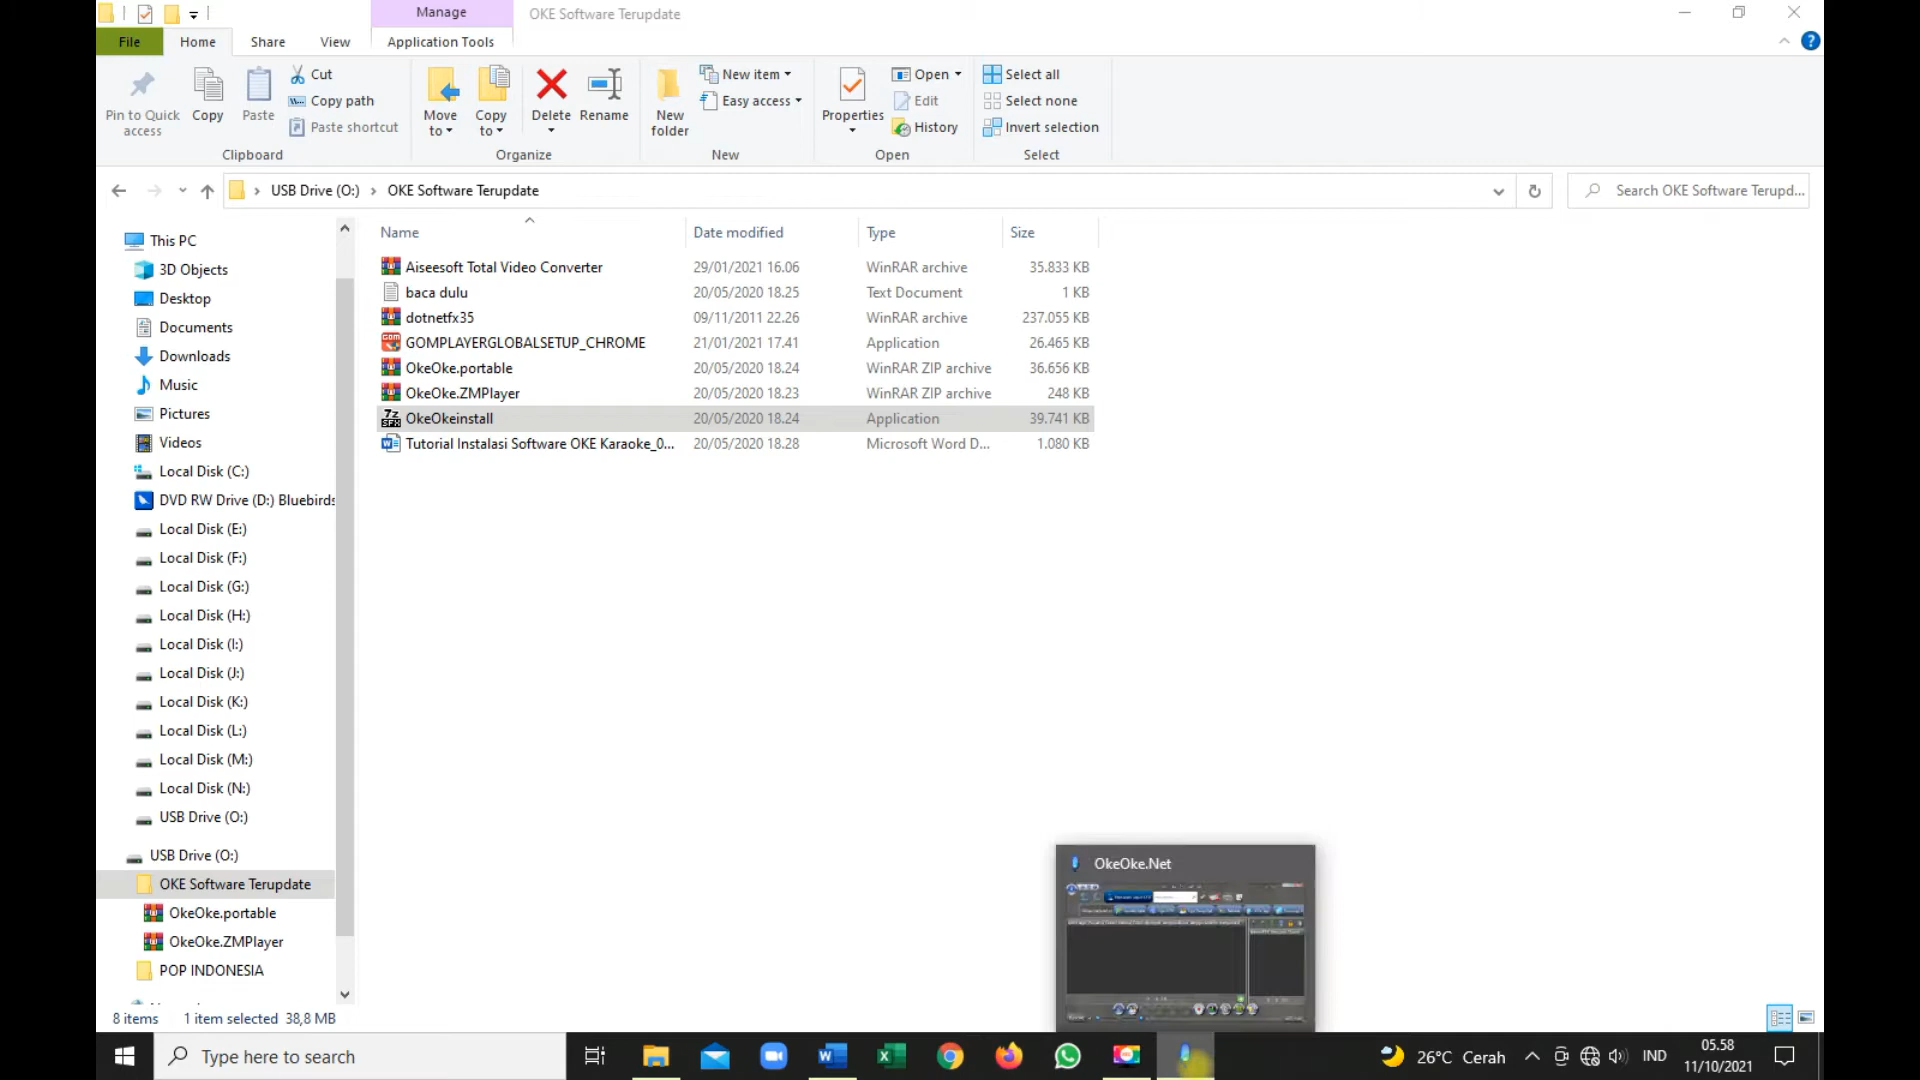 Manage
OKE Software Terupdate
File
Home
Share
View
Application Tools
Pin to Quick access
Copy
Paste
Cut
Copy path
Paste shortcut
Clipboard
Move to
Copy to
Delete
Rename
Organize
New folder
New item
Easy access
New
Properties
Open
Edit
History
Open
Select all
Select none
Invert selection
Select
USB Drive (O:)
OKE Software Terupdate
Search OKE Software Terupd...
Name
Date modified
Type
Size
Aiseesoft Total Video Converter 29/01/2021 16.06 WinRAR archive 35.833 KB
baca dulu 20/05/2020 18.25 Text Document 1 KB
dotnetfx35 09/11/2011 22.26 WinRAR archive 237.055 KB
GOMPLAYERGLOBALSETUP_CHROME 21/01/2021 17.41 Application 26.465 KB
OkeOke.portable 20/05/2020 18.24 WinRAR ZIP archive 36.656 KB
OkeOke.ZMPlayer 20/05/2020 18.23 WinRAR ZIP archive 248 KB
OkeOkeinstall 20/05/2020 18.24 Application 39.741 KB
Tutorial Instalasi Software OKE Karaoke_0... 20/05/2020 18.28 Microsoft Word D... 1.080 KB
This PC
3D Objects
Desktop
Documents
Downloads
Music
Pictures
Videos
Local Disk (C:)
DVD RW Drive (D:) Bluebirds
Local Disk (E:)
Local Disk (F:)
Local Disk (G:)
Local Disk (H:)
Local Disk (I:)
Local Disk (J:)
Local Disk (K:)
Local Disk (L:)
Local Disk (M:)
Local Disk (N:)
USB Drive (O:)
USB Drive (O:)
OKE Software Terupdate
OkeOke.portable
OkeOke.ZMPlayer
POP INDONESIA
8 items
1 item selected 38,8 MB
OkeOke.Net
Type here to search
26°C Cerah
IND
05.58
11/10/2021